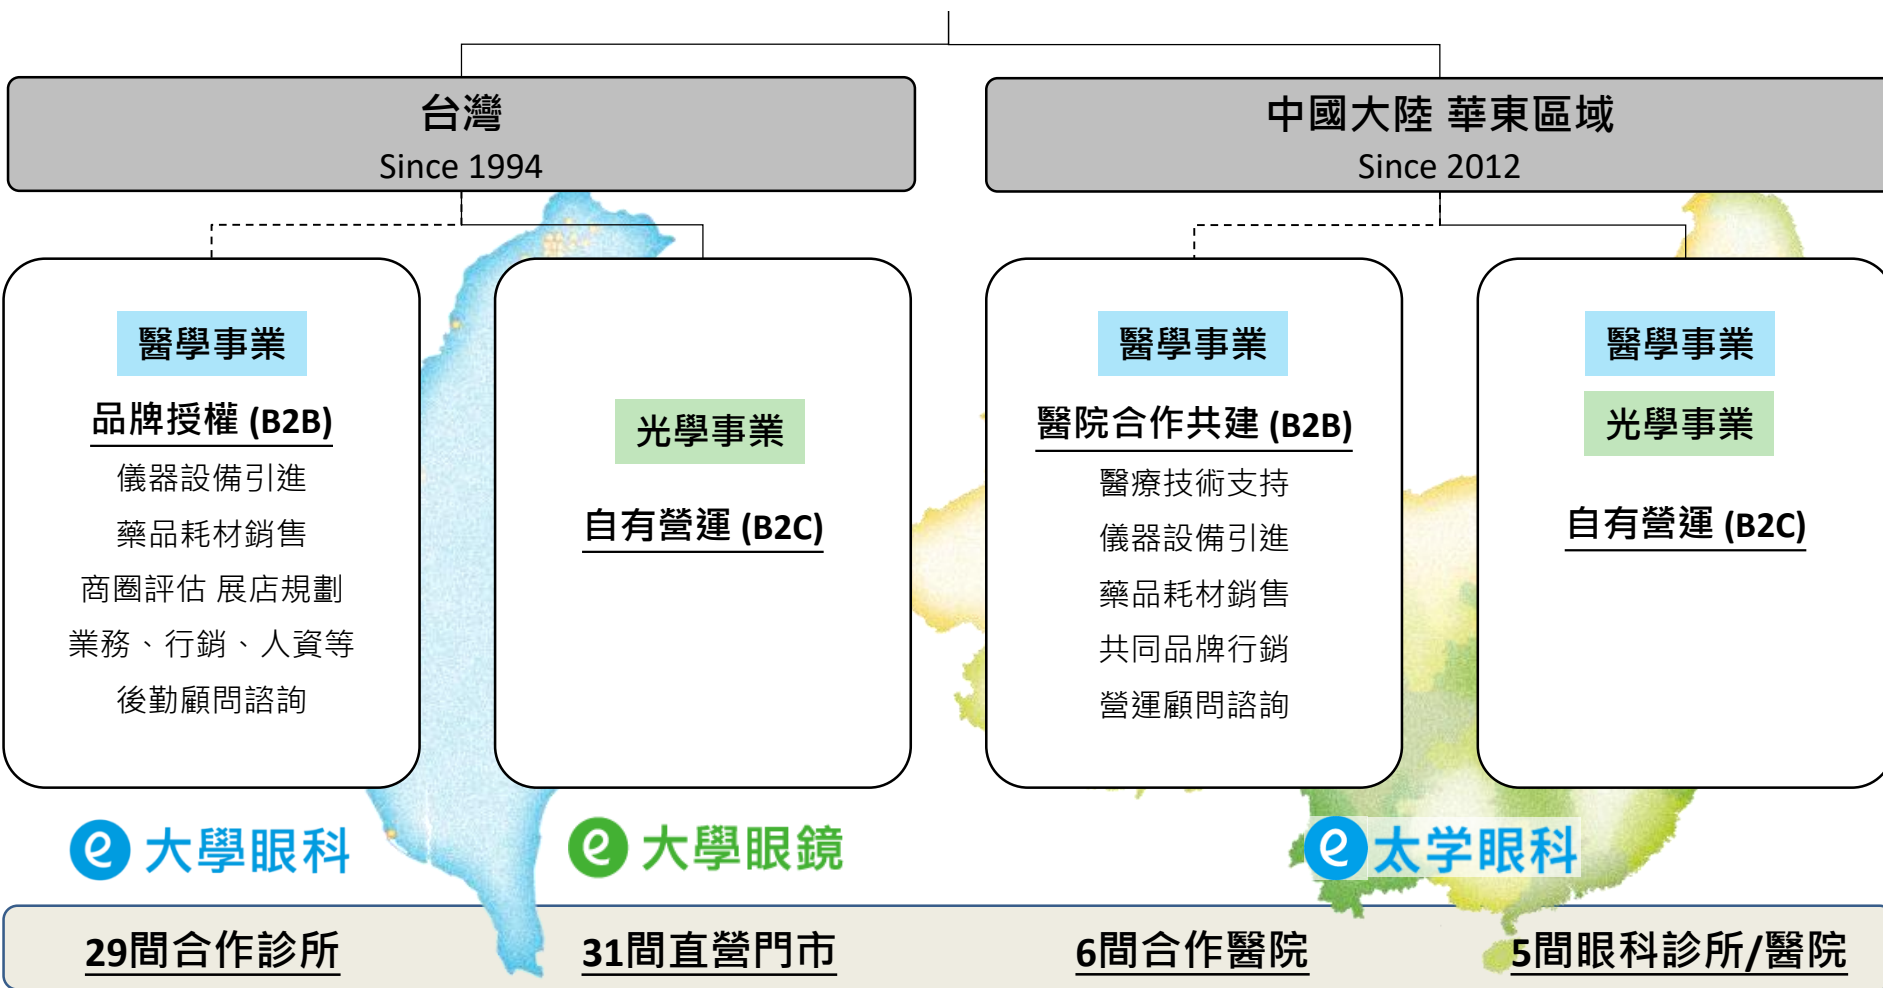 台灣
Since 1994
中國大陸 華東區域
Since 2012
醫學事業
品牌授權 (B2B)
儀器設備引進
藥品耗材銷售
商圈評估 展店規劃
業務、行銷、人資等
後勤顧問諮詢
光學事業
自有營運 (B2C)
醫學事業
醫院合作共建 (B2B)
醫療技術支持
儀器設備引進
藥品耗材銷售
共同品牌行銷
營運顧問諮詢
醫學事業
光學事業
自有營運 (B2C)
e 大學眼科
e 大學眼鏡
e 太学眼科
29間合作診所
31間直營門市
6間合作醫院
5間眼科診所/醫院